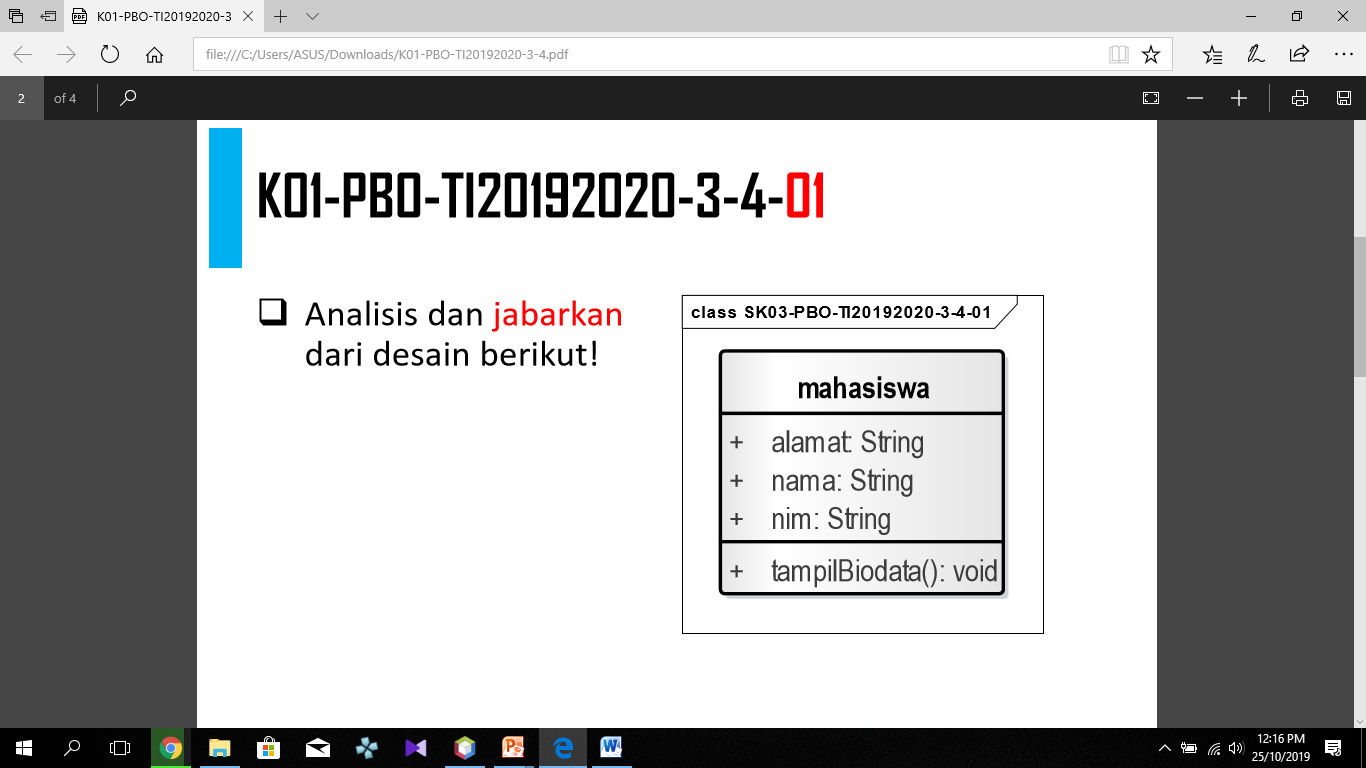 K01-PBO-TI20192020-3
file:///C:/Users/ASUS/Downloads/K01-PBO-TI20192020-3-4.pdf
2 of 4
K01-PBO-TI20192020-3-4-01
Analisis dan jabarkan
dari desain berikut!
class SK03-PBO-TI20192020-3-4-01
mahasiswa
+ alamat: String
+ nama: String
+ nim: String
+ tampilBiodata(): void
12:16 PM
25/10/2019